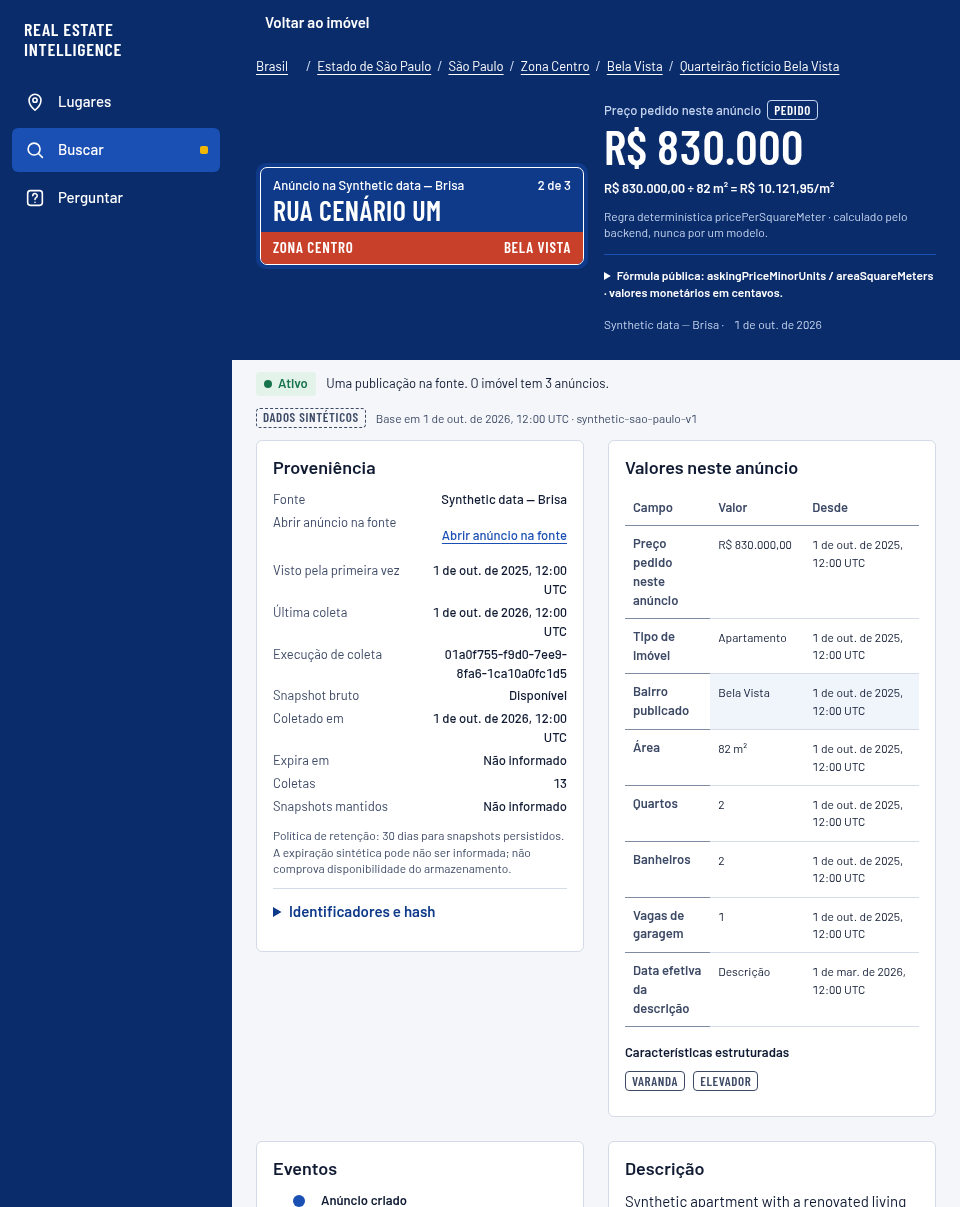 REAL ESTATE
INTELLIGENCE
Lugares
Buscar
Perguntar
Voltar ao imóvel
Brasil / Estado de São Paulo / São Paulo / Zona Centro / Bela Vista / Quarteirão fictício Bela Vista
Anúncio na Synthetic data — Brisa 2 de 3
RUA CENÁRIO UM
ZONA CENTRO BELA VISTA
Preço pedido neste anúncio PEDIDO
R$ 830.000
R$ 830.000,00 ÷ 82 m² = R$ 10.121,95/m²
Regra determinística pricePerSquareMeter · calculado pelo
backend, nunca por um modelo.
Fórmula pública: askingPriceMinorUnits / areaSquareMeters
· valores monetários em centavos.
Synthetic data — Brisa · 1 de out. de 2026
Ativo Uma publicação na fonte. O imóvel tem 3 anúncios.
DADOS SINTÉTICOS Base em 1 de out. de 2026, 12:00 UTC · synthetic-sao-paulo-v1
Proveniência
Fonte Synthetic data — Brisa
Abrir anúncio na fonte
Abrir anúncio na fonte
Visto pela primeira vez 1 de out. de 2025, 12:00
UTC
Última coleta 1 de out. de 2026, 12:00
UTC
Execução de coleta 01a0f755-f9d0-7ee9-
8fa6-1ca10a0fc1d5
Snapshot bruto Disponível
Coletado em 1 de out. de 2026, 12:00
UTC
Expira em Não informado
Coletas 13
Snapshots mantidos Não informado
Política de retenção: 30 dias para snapshots persistidos.
A expiração sintética pode não ser informada; não
comprova disponibilidade do armazenamento.
Identificadores e hash
Valores neste anúncio
Campo Valor Desde
Preço R$ 830.000,00 1 de out. de 2025,
pedido 12:00 UTC
neste
anúncio
Tipo de Apartamento 1 de out. de 2025,
imóvel 12:00 UTC
Bairro Bela Vista 1 de out. de 2025,
publicado 12:00 UTC
Área 82 m² 1 de out. de 2025,
12:00 UTC
Quartos 2 1 de out. de 2025,
12:00 UTC
Banheiros 2 1 de out. de 2025,
12:00 UTC
Vagas de 1 1 de out. de 2025,
garagem 12:00 UTC
Data efetiva Descrição 1 de mar. de 2026,
da 12:00 UTC
descrição
Características estruturadas
VARANDA ELEVADOR
Eventos
Anúncio criado
Descrição
Synthetic apartment with a renovated living